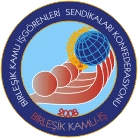 BİRLEŞİK KAMU İŞGÖRENLERİ SENDİKALARI KONFEDERASYONU
2008
BİRLEŞİK KAMU-İŞ